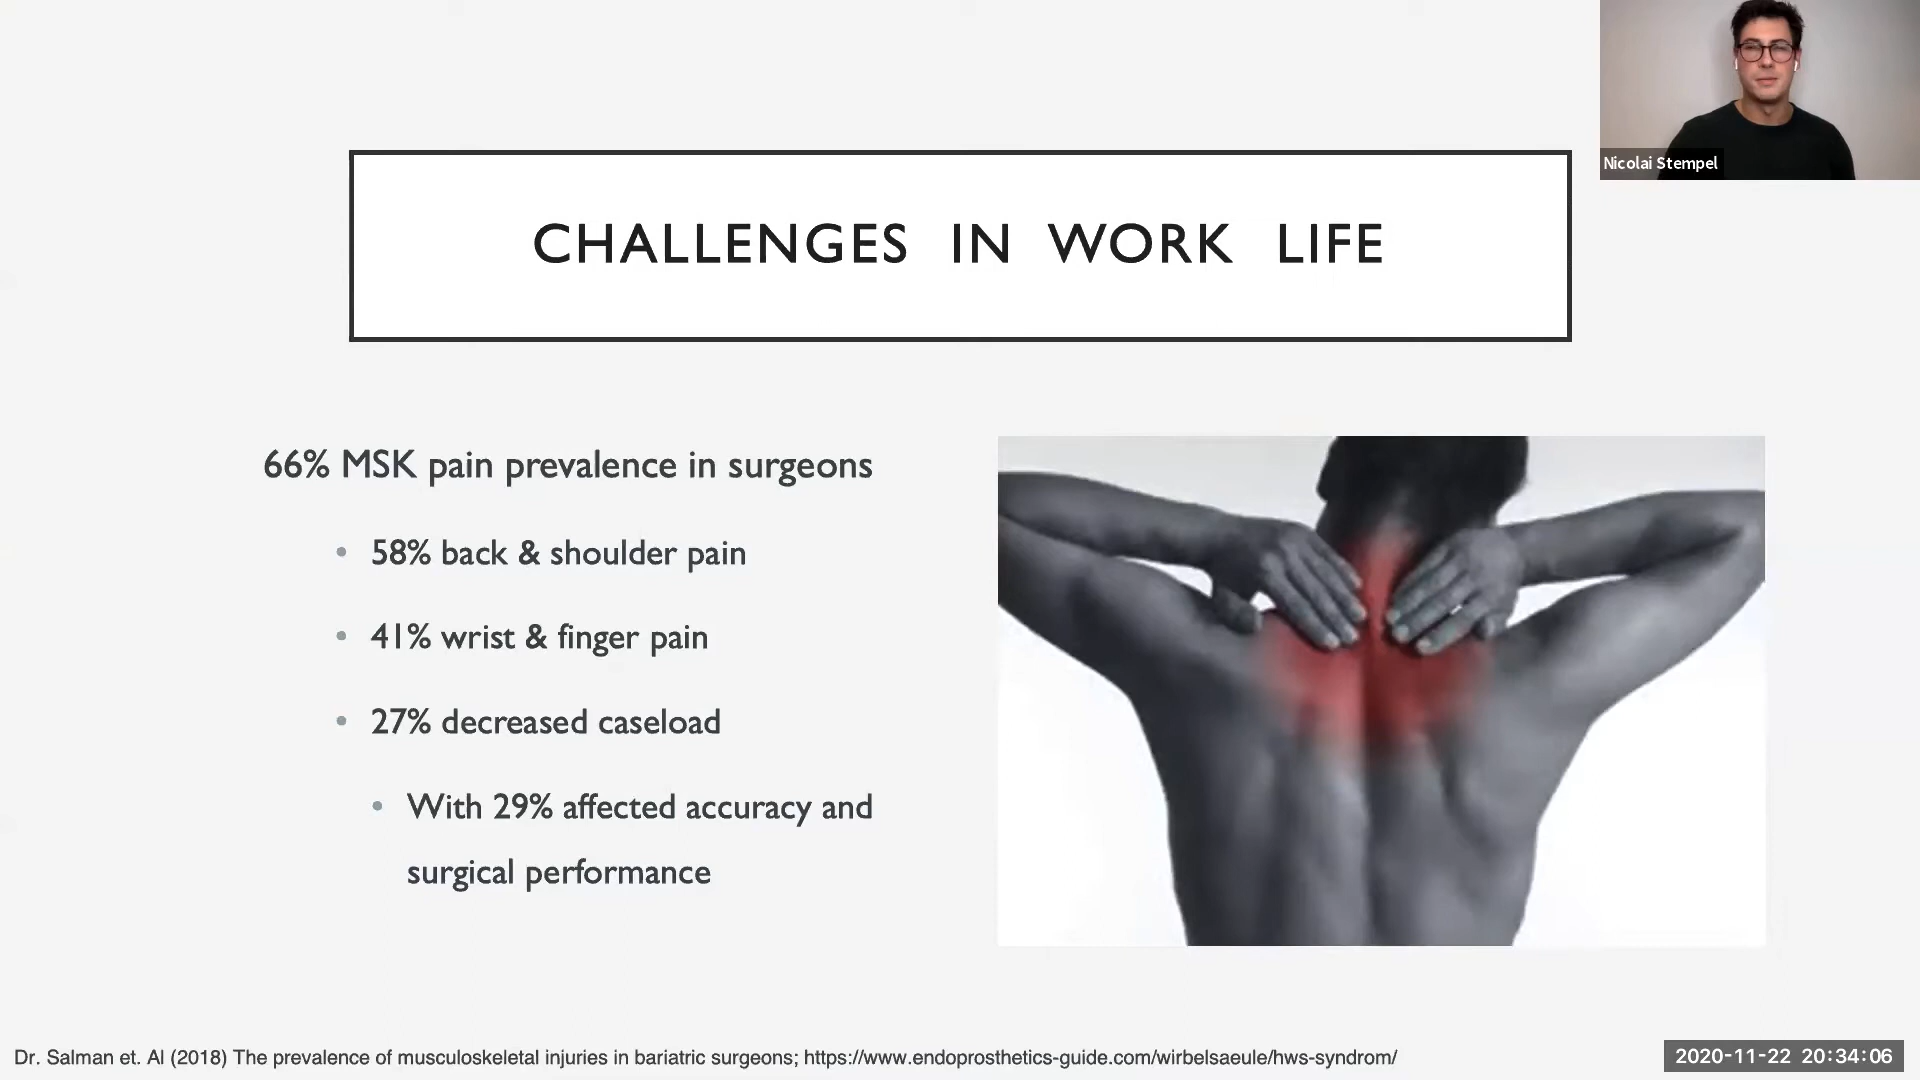 Nicolai Stempel
CHALLENGES IN WORK LIFE
66% MSK pain prevalence in surgeons
• 58% back & shoulder pain
• 41% wrist & finger pain
• 27% decreased caseload
• With 29% affected accuracy and
surgical performance
Dr. Salman et. Al (2018) The prevalence of musculoskeletal injuries in bariatric surgeons; https://www.endoprosthetics-guide.com/wirbelsaeule/hws-syndrom/
2020-11-22 20:34:06